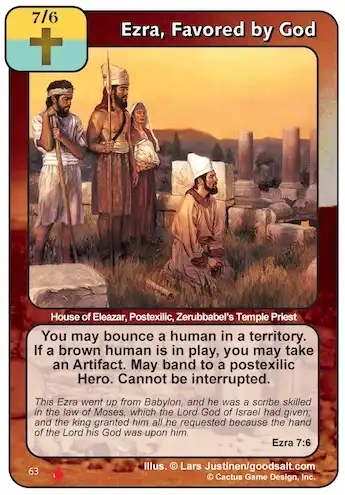 7/6
Ezra, Favored by God
House of Eleazar, Postexilic, Zerubbabel's Temple Priest
You may bounce a human in a territory.
If a brown human is in play, you may take
an Artifact. May band to a postexilic
Hero. Cannot be interrupted.
This Ezra went up from Babylon, and he was a scribe skilled
in the law of Moses, which the Lord God of Israel had given;
and the king granted him all he requested because the hand
of the Lord his God was upon him.
Ezra 7:6
Illus. © Lars Justinen/goodsalt.com
63
© Cactus Game Design, Inc.